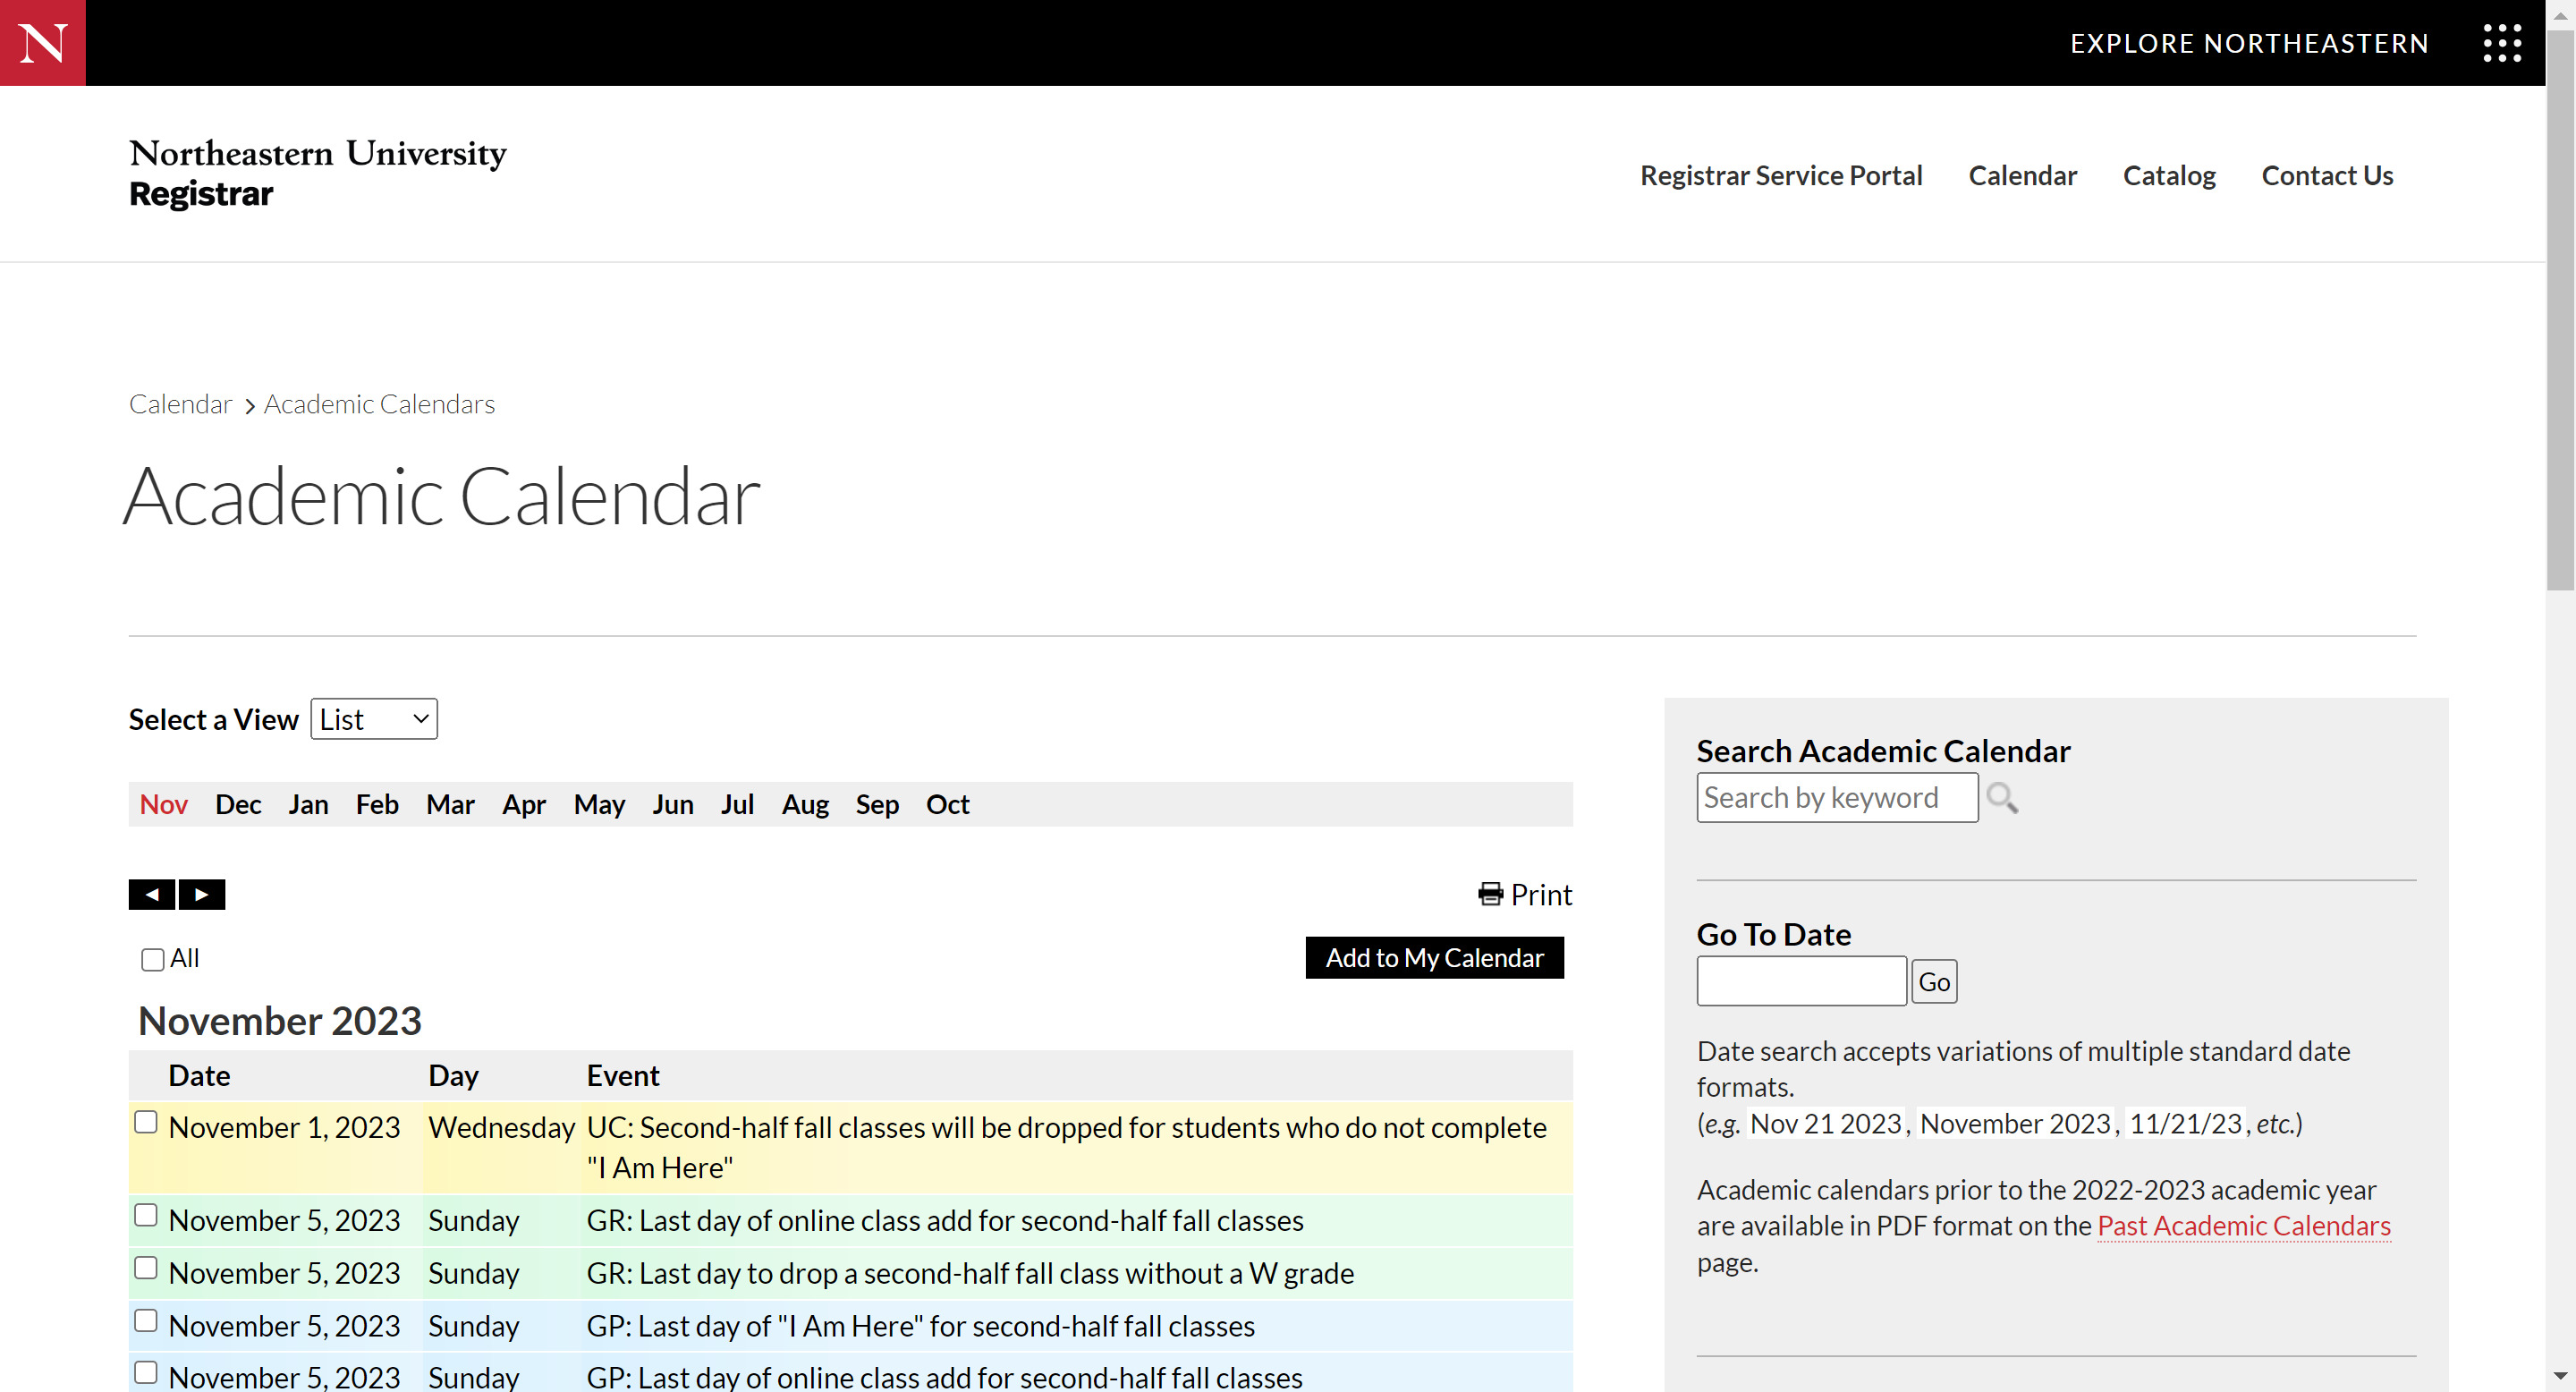 N
EXPLORE NORTHEASTERN
Northeastern University
Registrar
Registrar Service Portal Calendar Catalog Contact Us
Calendar > Academic Calendars
Academic Calendar
Select a View List
Nov Dec Jan Feb Mar Apr May Jun Jul Aug Sep Oct
◄ ►
Print
All
Add to My Calendar
November 2023
Date Day Event
November 1, 2023 Wednesday UC: Second-half fall classes will be dropped for students who do not complete
"I Am Here"
November 5, 2023 Sunday GR: Last day of online class add for second-half fall classes
November 5, 2023 Sunday GR: Last day to drop a second-half fall class without a W grade
November 5, 2023 Sunday GP: Last day of "I Am Here" for second-half fall classes
November 5, 2023 Sunday GP: Last day of online class add for second-half fall classes
Search Academic Calendar
Search by keyword
Go To Date
Go
Date search accepts variations of multiple standard date
formats.
(e.g. Nov 21 2023, November 2023, 11/21/23, etc.)
Academic calendars prior to the 2022-2023 academic year
are available in PDF format on the Past Academic Calendars
page.